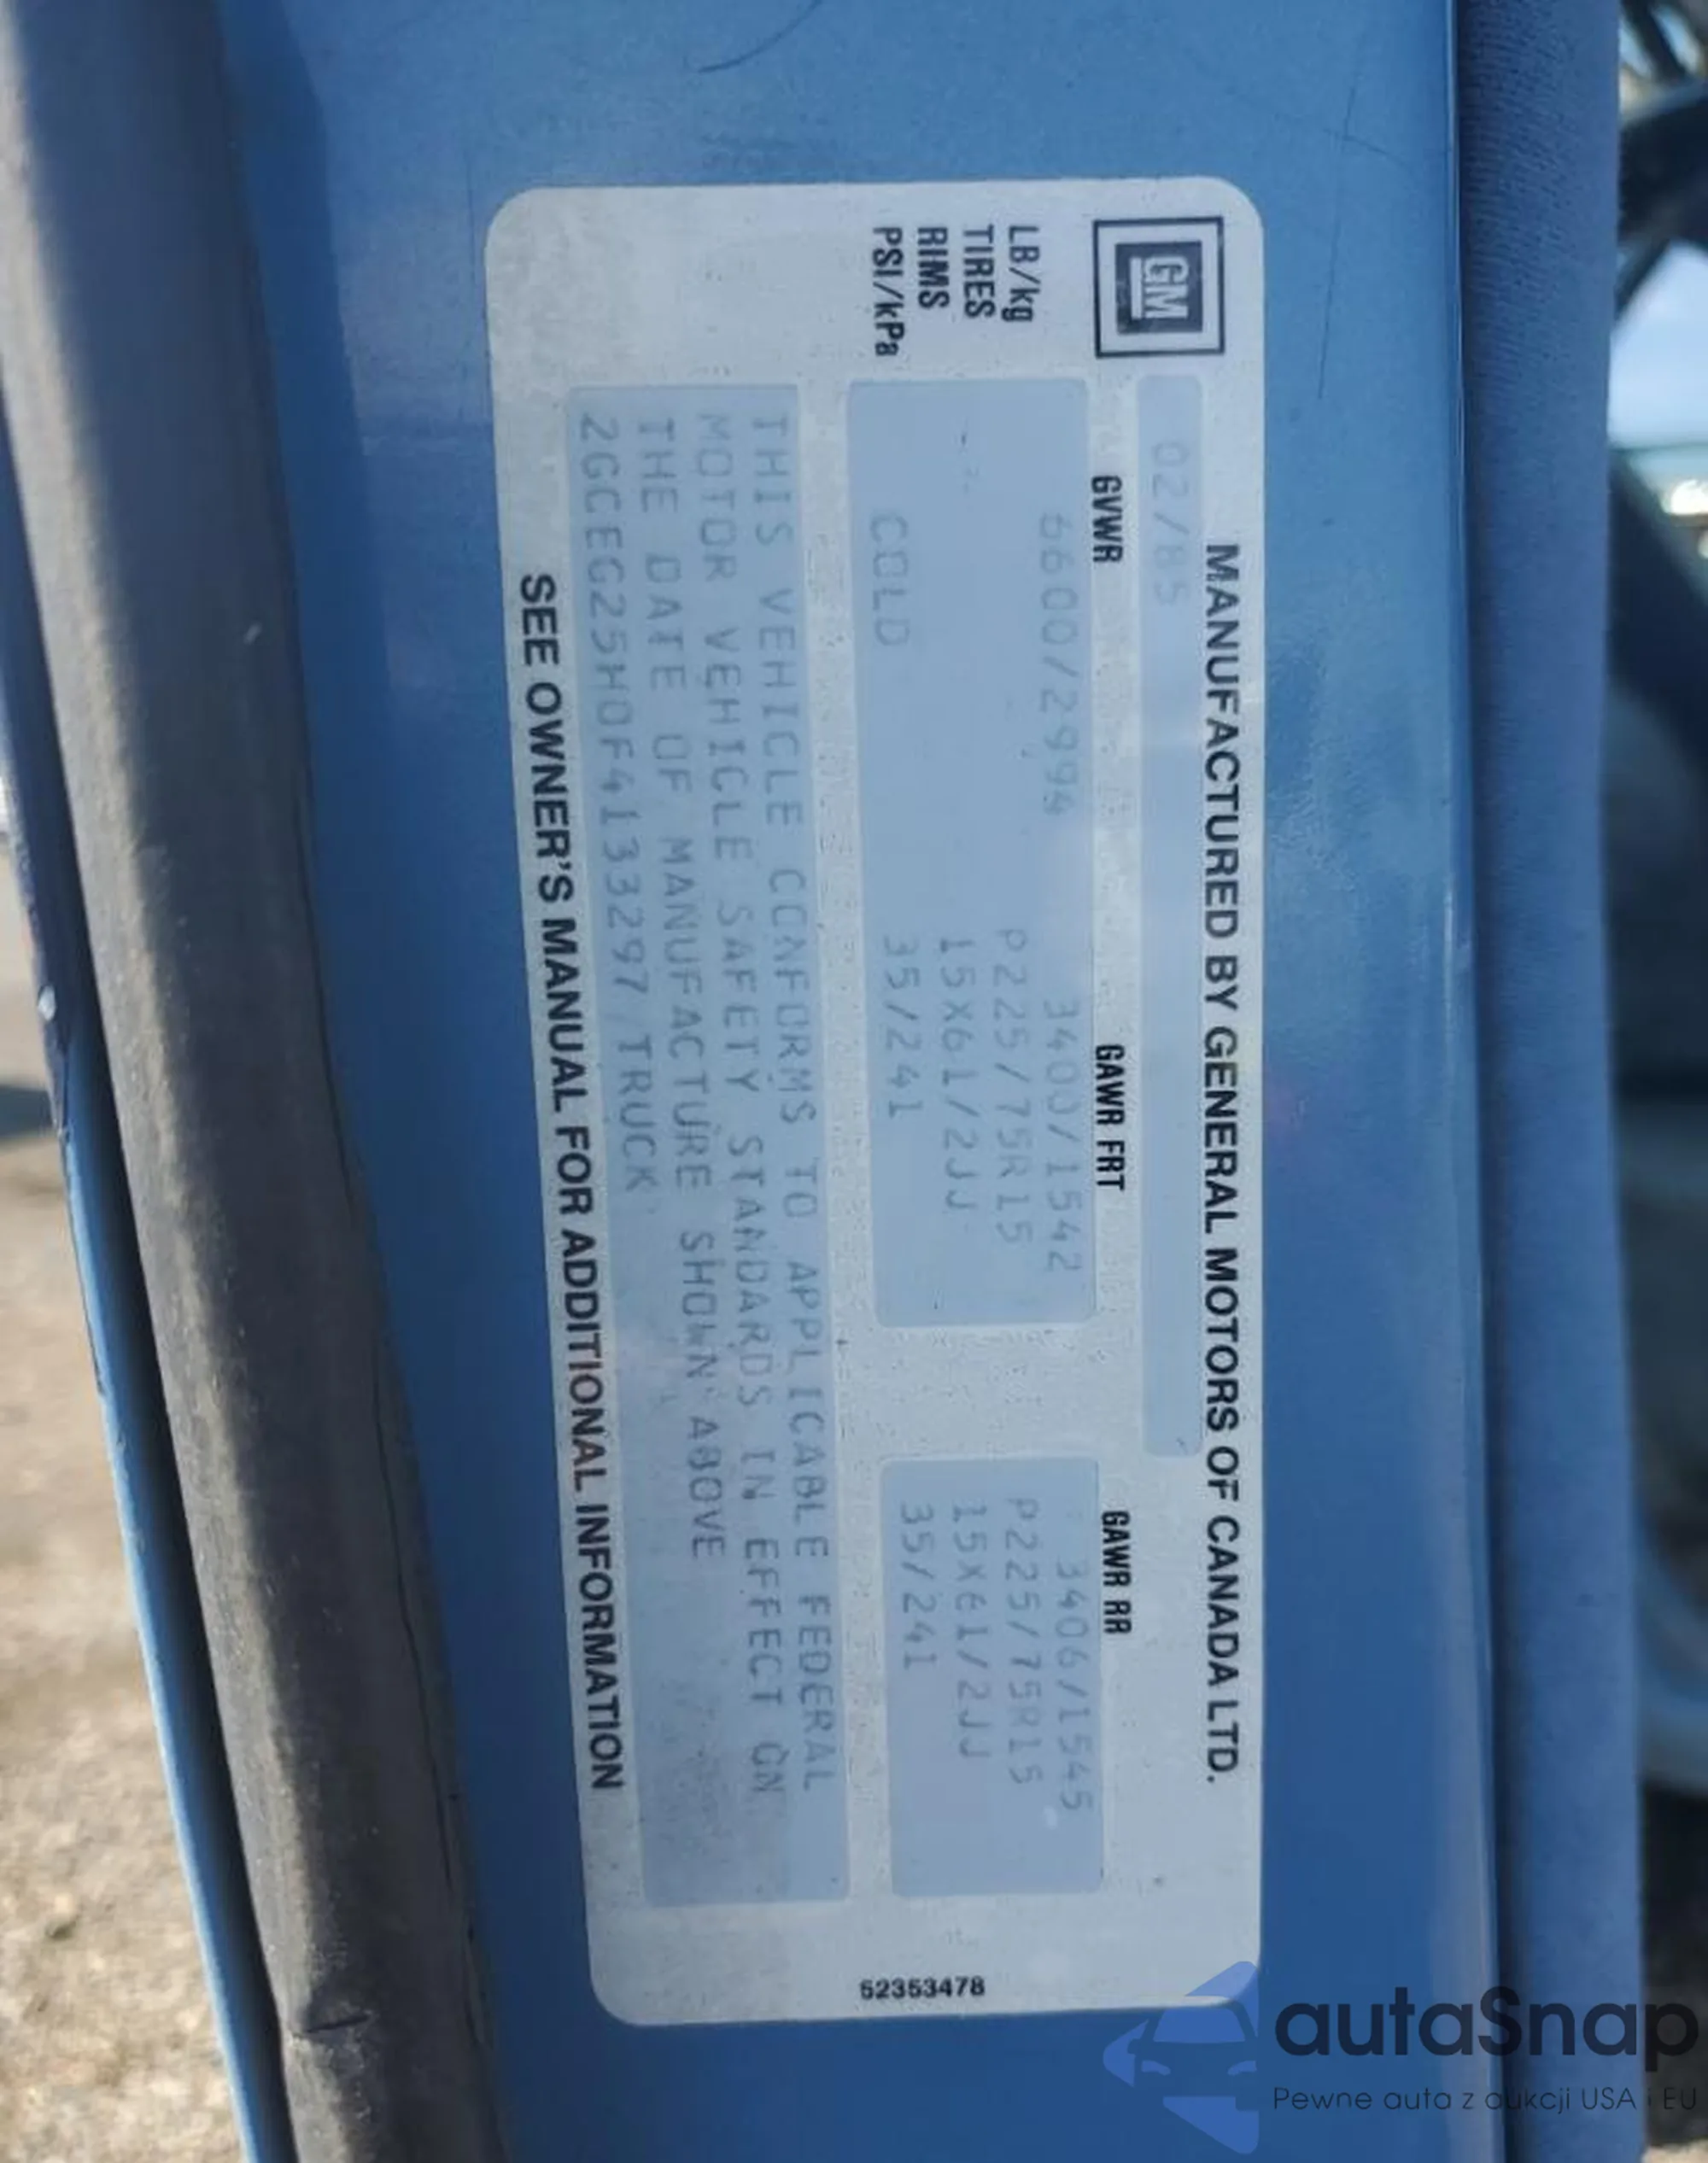 GM
MANUFACTURED BY GENERAL MOTORS OF CANADA LTD.
02/85
GVWR GAWR FRT GAWR RR
LB/kg 6600/2994 3400/1542 3406/1545
TIRES P225/75R15 P225/75R15
RIMS 15X61/2JJ 15X61/2JJ
PSI/kPa COLD 35/241 35/241
THIS VEHICLE CONFORMS TO APPLICABLE FEDERAL
MOTOR VEHICLE SAFETY STANDARDS IN EFFECT ON
THE DATE OF MANUFACTURE SHOWN ABOVE
2GCEG25H0F4133297/TRUCK
SEE OWNER'S MANUAL FOR ADDITIONAL INFORMATION
52353478
autaSnap
Pewne auta z aukcji USA i EU